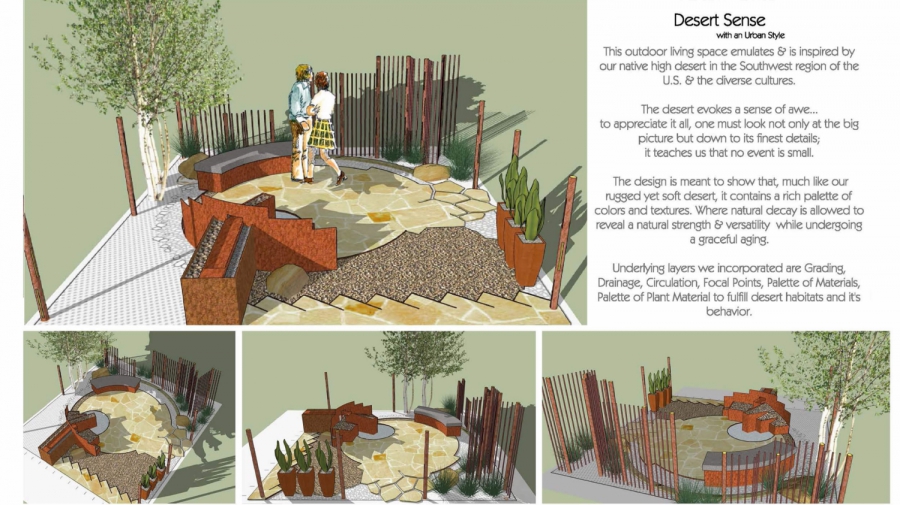 Desert Sense
with an Urban Style
This outdoor living space emulates & is inspired by
our native high desert in the Southwest region of the
U.S. & the diverse cultures.
The desert evokes a sense of awe...
to appreciate it all, one must look not only at the big
picture but down to its finest details;
it teaches us that no event is small.
The design is meant to show that, much like our
rugged yet soft desert, it contains a rich palette of
colors and textures. Where natural decay is allowed to
reveal a natural strength & versatility while undergoing
a graceful aging.
Underlying layers we incorporated are Grading,
Drainage, Circulation, Focal Points, Palette of Materials,
Palette of Plant Material to fulfill desert habitats and it's
behavior.